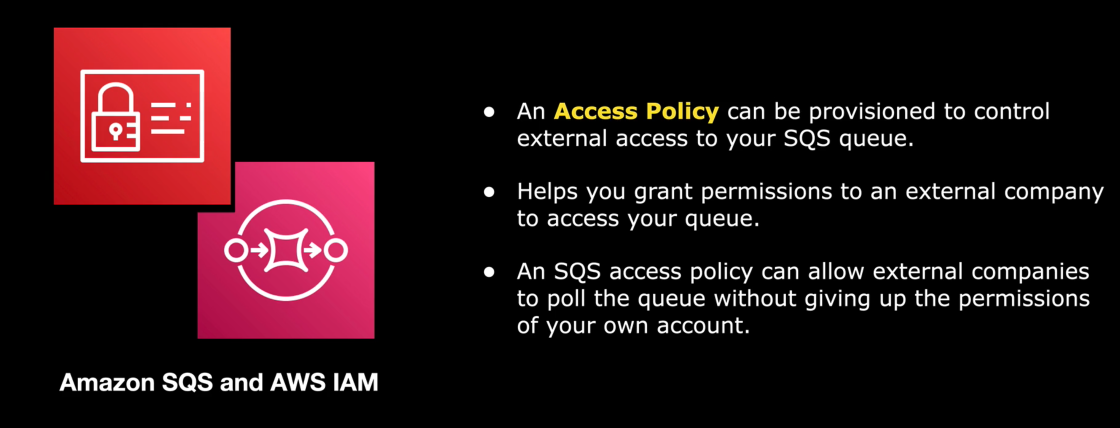 ● An Access Policy can be provisioned to control
external access to your SQS queue.
● Helps you grant permissions to an external company
to access your queue.
● An SQS access policy can allow external companies
to poll the queue without giving up the permissions
of your own account.
Amazon SQS and AWS IAM